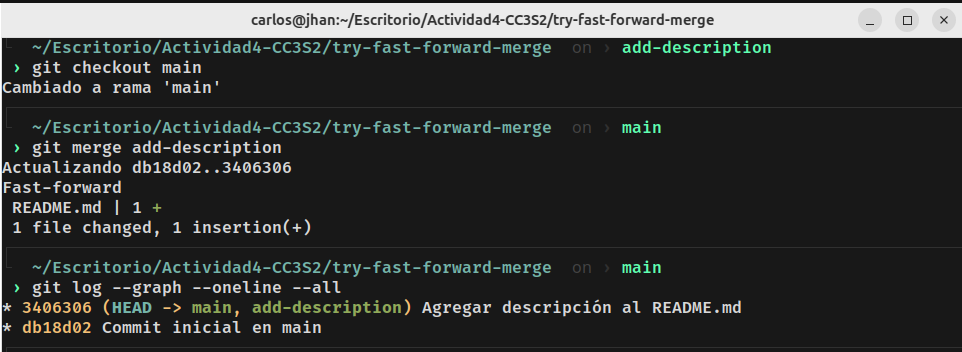 carlos@jhan:~/Escritorio/Actividad4-CC3S2/try-fast-forward-merge
~/Escritorio/Actividad4-CC3S2/try-fast-forward-merge on › add-description
› git checkout main
Cambiado a rama 'main'
~/Escritorio/Actividad4-CC3S2/try-fast-forward-merge on › main
› git merge add-description
Actualizando db18d02..3406306
Fast-forward
README.md | 1 +
1 file changed, 1 insertion(+)
~/Escritorio/Actividad4-CC3S2/try-fast-forward-merge on › main
› git log --graph --oneline --all
* 3406306 (HEAD -> main, add-description) Agregar descripción al README.md
* db18d02 Commit inicial en main